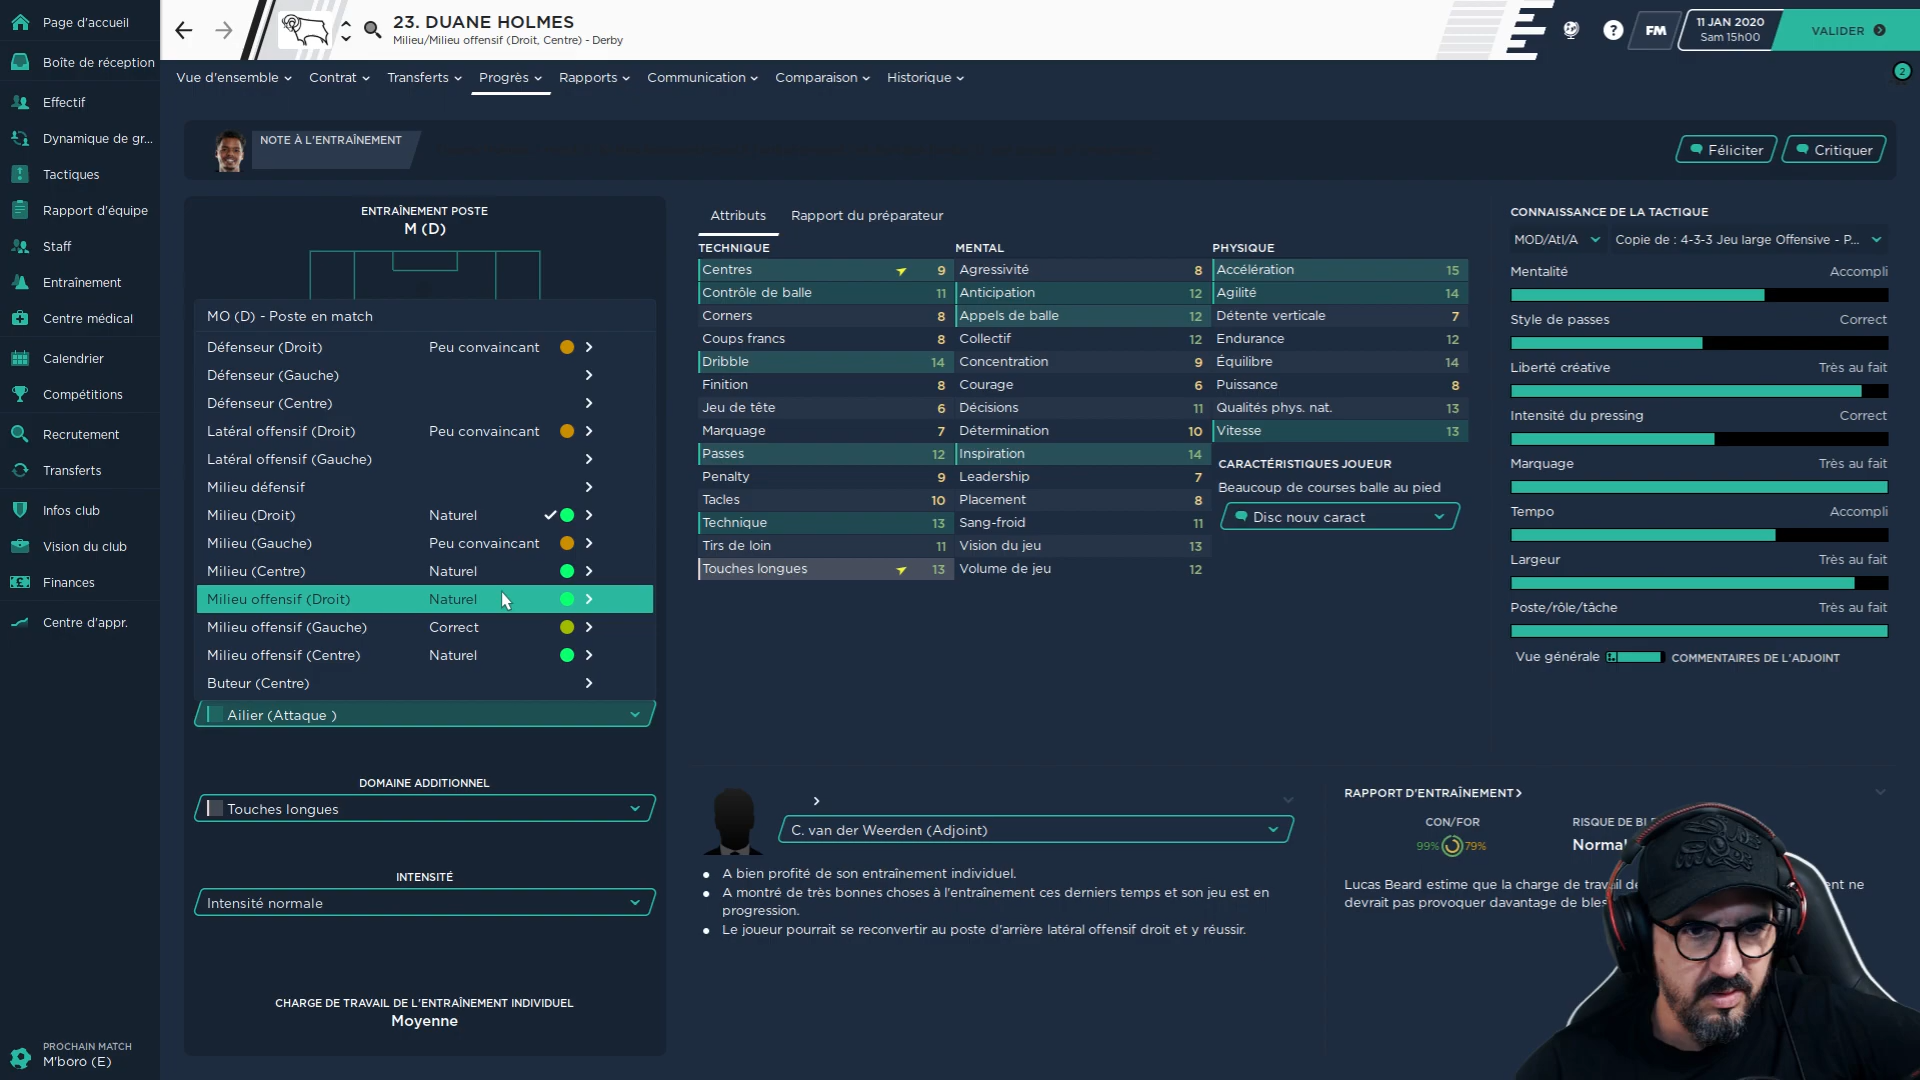 Page d'accueil
Boîte de réception
Effectif
Dynamique de gr...
Tactiques
Rapport d'équipe
Staff
Entraînement
Centre médical
Calendrier
Compétitions
Recrutement
Transferts
Infos club
Vision du club
Finances
Centre d'appr.
PROCHAIN MATCH
M'boro (E)
23. DUANE HOLMES
Milieu/Milieu offensif (Droit, Centre) - Derby
?
FM
11 JAN 2020
Sam 15h00
VALIDER
2
Vue d'ensemble Contrat Transferts Progrès Rapports Communication Comparaison Historique
NOTE À L'ENTRAÎNEMENT
Féliciter
Critiquer
ENTRAÎNEMENT POSTE
M (D)
MO (D) - Poste en match
Défenseur (Droit) Peu convaincant
Défenseur (Gauche)
Défenseur (Centre)
Latéral offensif (Droit) Peu convaincant
Latéral offensif (Gauche)
Milieu défensif
Milieu (Droit) Naturel
Milieu (Gauche) Peu convaincant
Milieu (Centre) Naturel
Milieu offensif (Droit) Naturel
Milieu offensif (Gauche) Correct
Milieu offensif (Centre) Naturel
Buteur (Centre)
Ailier (Attaque )
DOMAINE ADDITIONNEL
Touches longues
INTENSITÉ
Intensité normale
CHARGE DE TRAVAIL DE L'ENTRAÎNEMENT INDIVIDUEL
Moyenne
Attributs Rapport du préparateur
TECHNIQUE
Centres 9
Contrôle de balle 11
Corners 8
Coups francs 8
Dribble 14
Finition 8
Jeu de tête 6
Marquage 7
Passes 12
Penalty 9
Tacles 10
Technique 13
Tirs de loin 11
Touches longues 13
MENTAL
Agressivité 8
Anticipation 12
Appels de balle 12
Collectif 12
Concentration 9
Courage 6
Décisions 11
Détermination 10
Inspiration 14
Leadership 7
Placement 8
Sang-froid 11
Vision du jeu 13
Volume de jeu 12
PHYSIQUE
Accélération 15
Agilité 14
Détente verticale 7
Endurance 12
Équilibre 14
Puissance 8
Qualités phys. nat. 13
Vitesse 13
CARACTÉRISTIQUES JOUEUR
Beaucoup de courses balle au pied
Disc nouv caract
CONNAISSANCE DE LA TACTIQUE
MOD/Atl/A Copie de : 4-3-3 Jeu large Offensive - P...
Mentalité Accompli
Style de passes Correct
Liberté créative Très au fait
Intensité du pressing Correct
Marquage Très au fait
Tempo Accompli
Largeur Très au fait
Poste/rôle/tâche Très au fait
Vue générale COMMENTAIRES DE L'ADJOINT
C. van der Weerden (Adjoint)
A bien profité de son entraînement individuel.
A montré de très bonnes choses à l'entraînement ces derniers temps et son jeu est en
progression.
Le joueur pourrait se reconvertir au poste d'arrière latéral offensif droit et y réussir.
RAPPORT D'ENTRAÎNEMENT
CON/FOR
99% 79%
RISQUE DE
Normal
Lucas Beard estime que la charge de travail ne
devrait pas provoquer davantage de